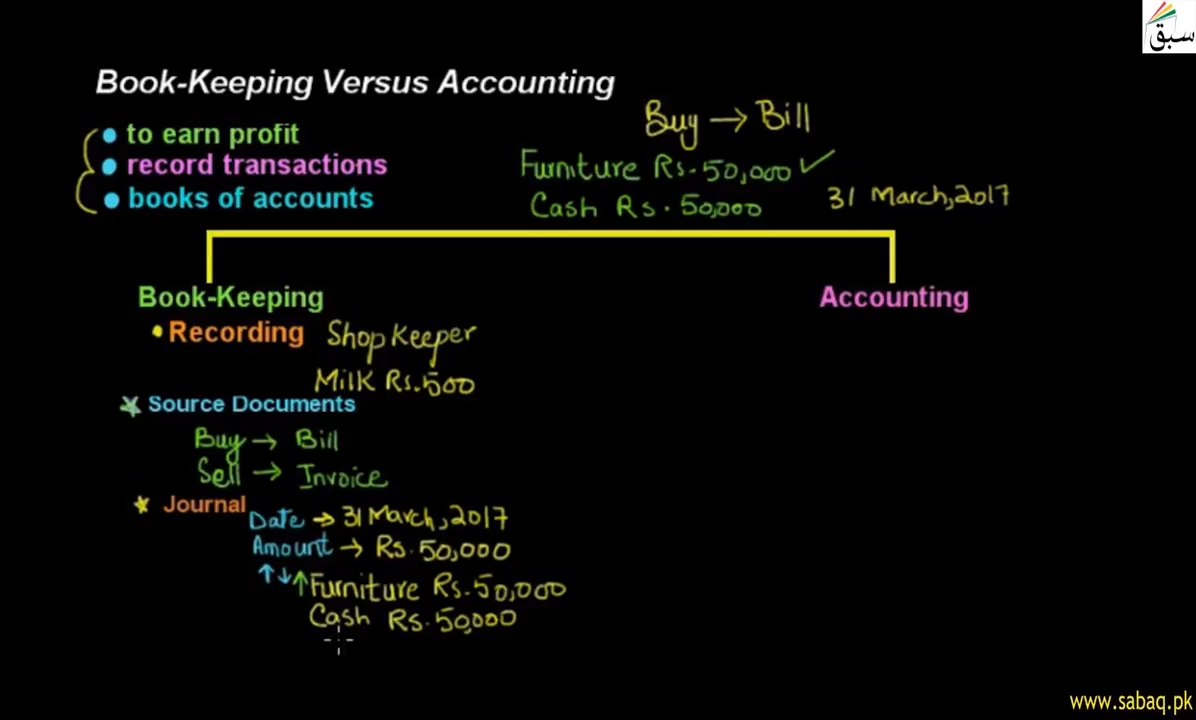 سبق
Book-Keeping Versus Accounting
Buy → Bill
• to earn profit
• record transactions
• books of accounts
Furniture Rs. 50,000 ✓
Cash Rs. 50,000
31 March, 2017
Book-Keeping
Accounting
• Recording Shop Keeper
Milk Rs. 500
Source Documents
Buy → Bill
Sell → Invoice
Journal
Date → 31 March, 2017
Amount → Rs. 50,000
↑↓ ↑ Furniture Rs. 50,000
Cash Rs. 50,000
www.sabaq.pk